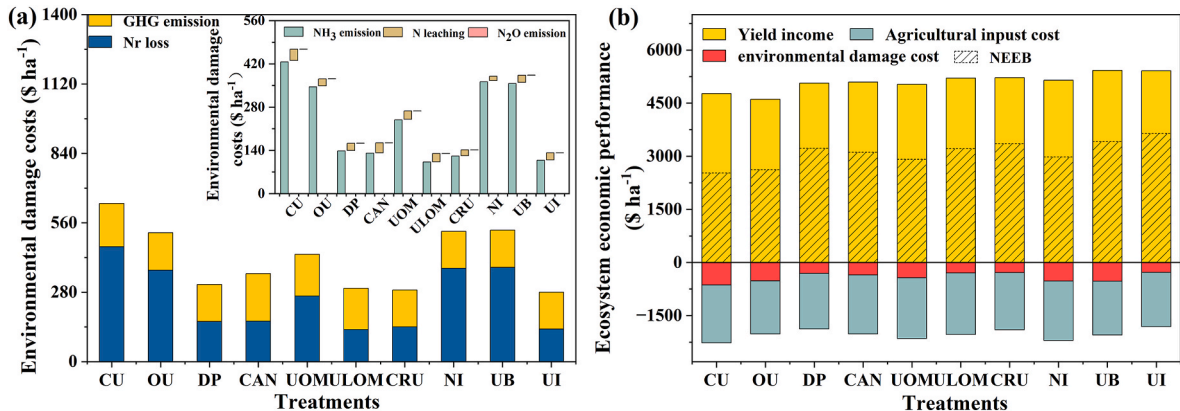 (a)
GHG emission
Nr loss
Environmental damage costs ($ ha⁻¹)
1400
1120
840
560
280
0
CU OU DP CAN UOM ULOM CRU NI UB UI
Treatments
NH₃ emission N leaching N₂O emission
Environmental damage
costs ($ ha⁻¹)
560
420
280
140
0
CU OU DP CAN UOM ULOM CRU NI UB UI
(b)
Yield income Agricultural inpust cost
environmental damage cost NEEB
Ecosystem economic performance
($ ha⁻¹)
6000
4500
3000
1500
0
−1500
CU OU DP CAN UOM ULOM CRU NI UB UI
Treatments